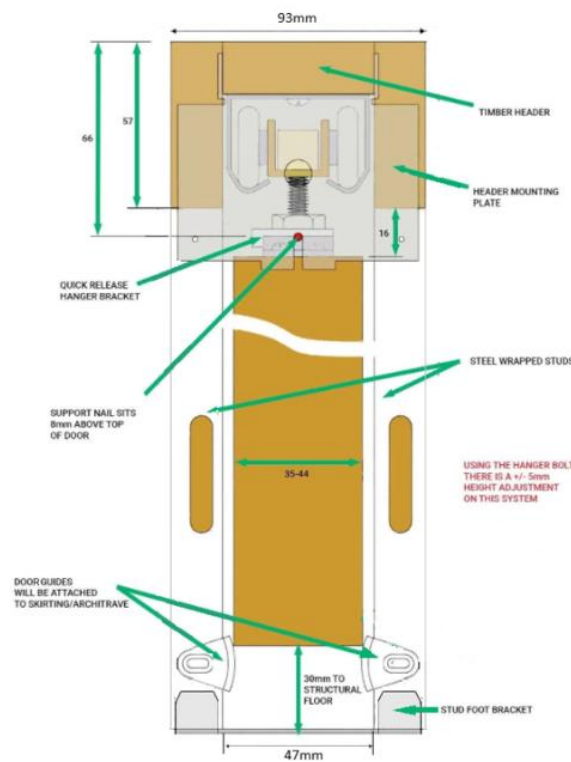 93mm
TIMBER HEADER
66
57
HEADER MOUNTING
PLATE
16
QUICK RELEASE
HANGER BRACKET
STEEL WRAPPED STUDS
SUPPORT NAIL SITS
8mm ABOVE TOP
OF DOOR
35-44
USING THE HANGER BOLT
THERE IS A +/- 5mm
HEIGHT ADJUSTMENT
ON THIS SYSTEM
DOOR GUIDES
WILL BE ATTACHED
TO SKIRTING/ARCHITRAVE
30mm TO
STRUCTURAL
FLOOR
STUD FOOT BRACKET
47mm